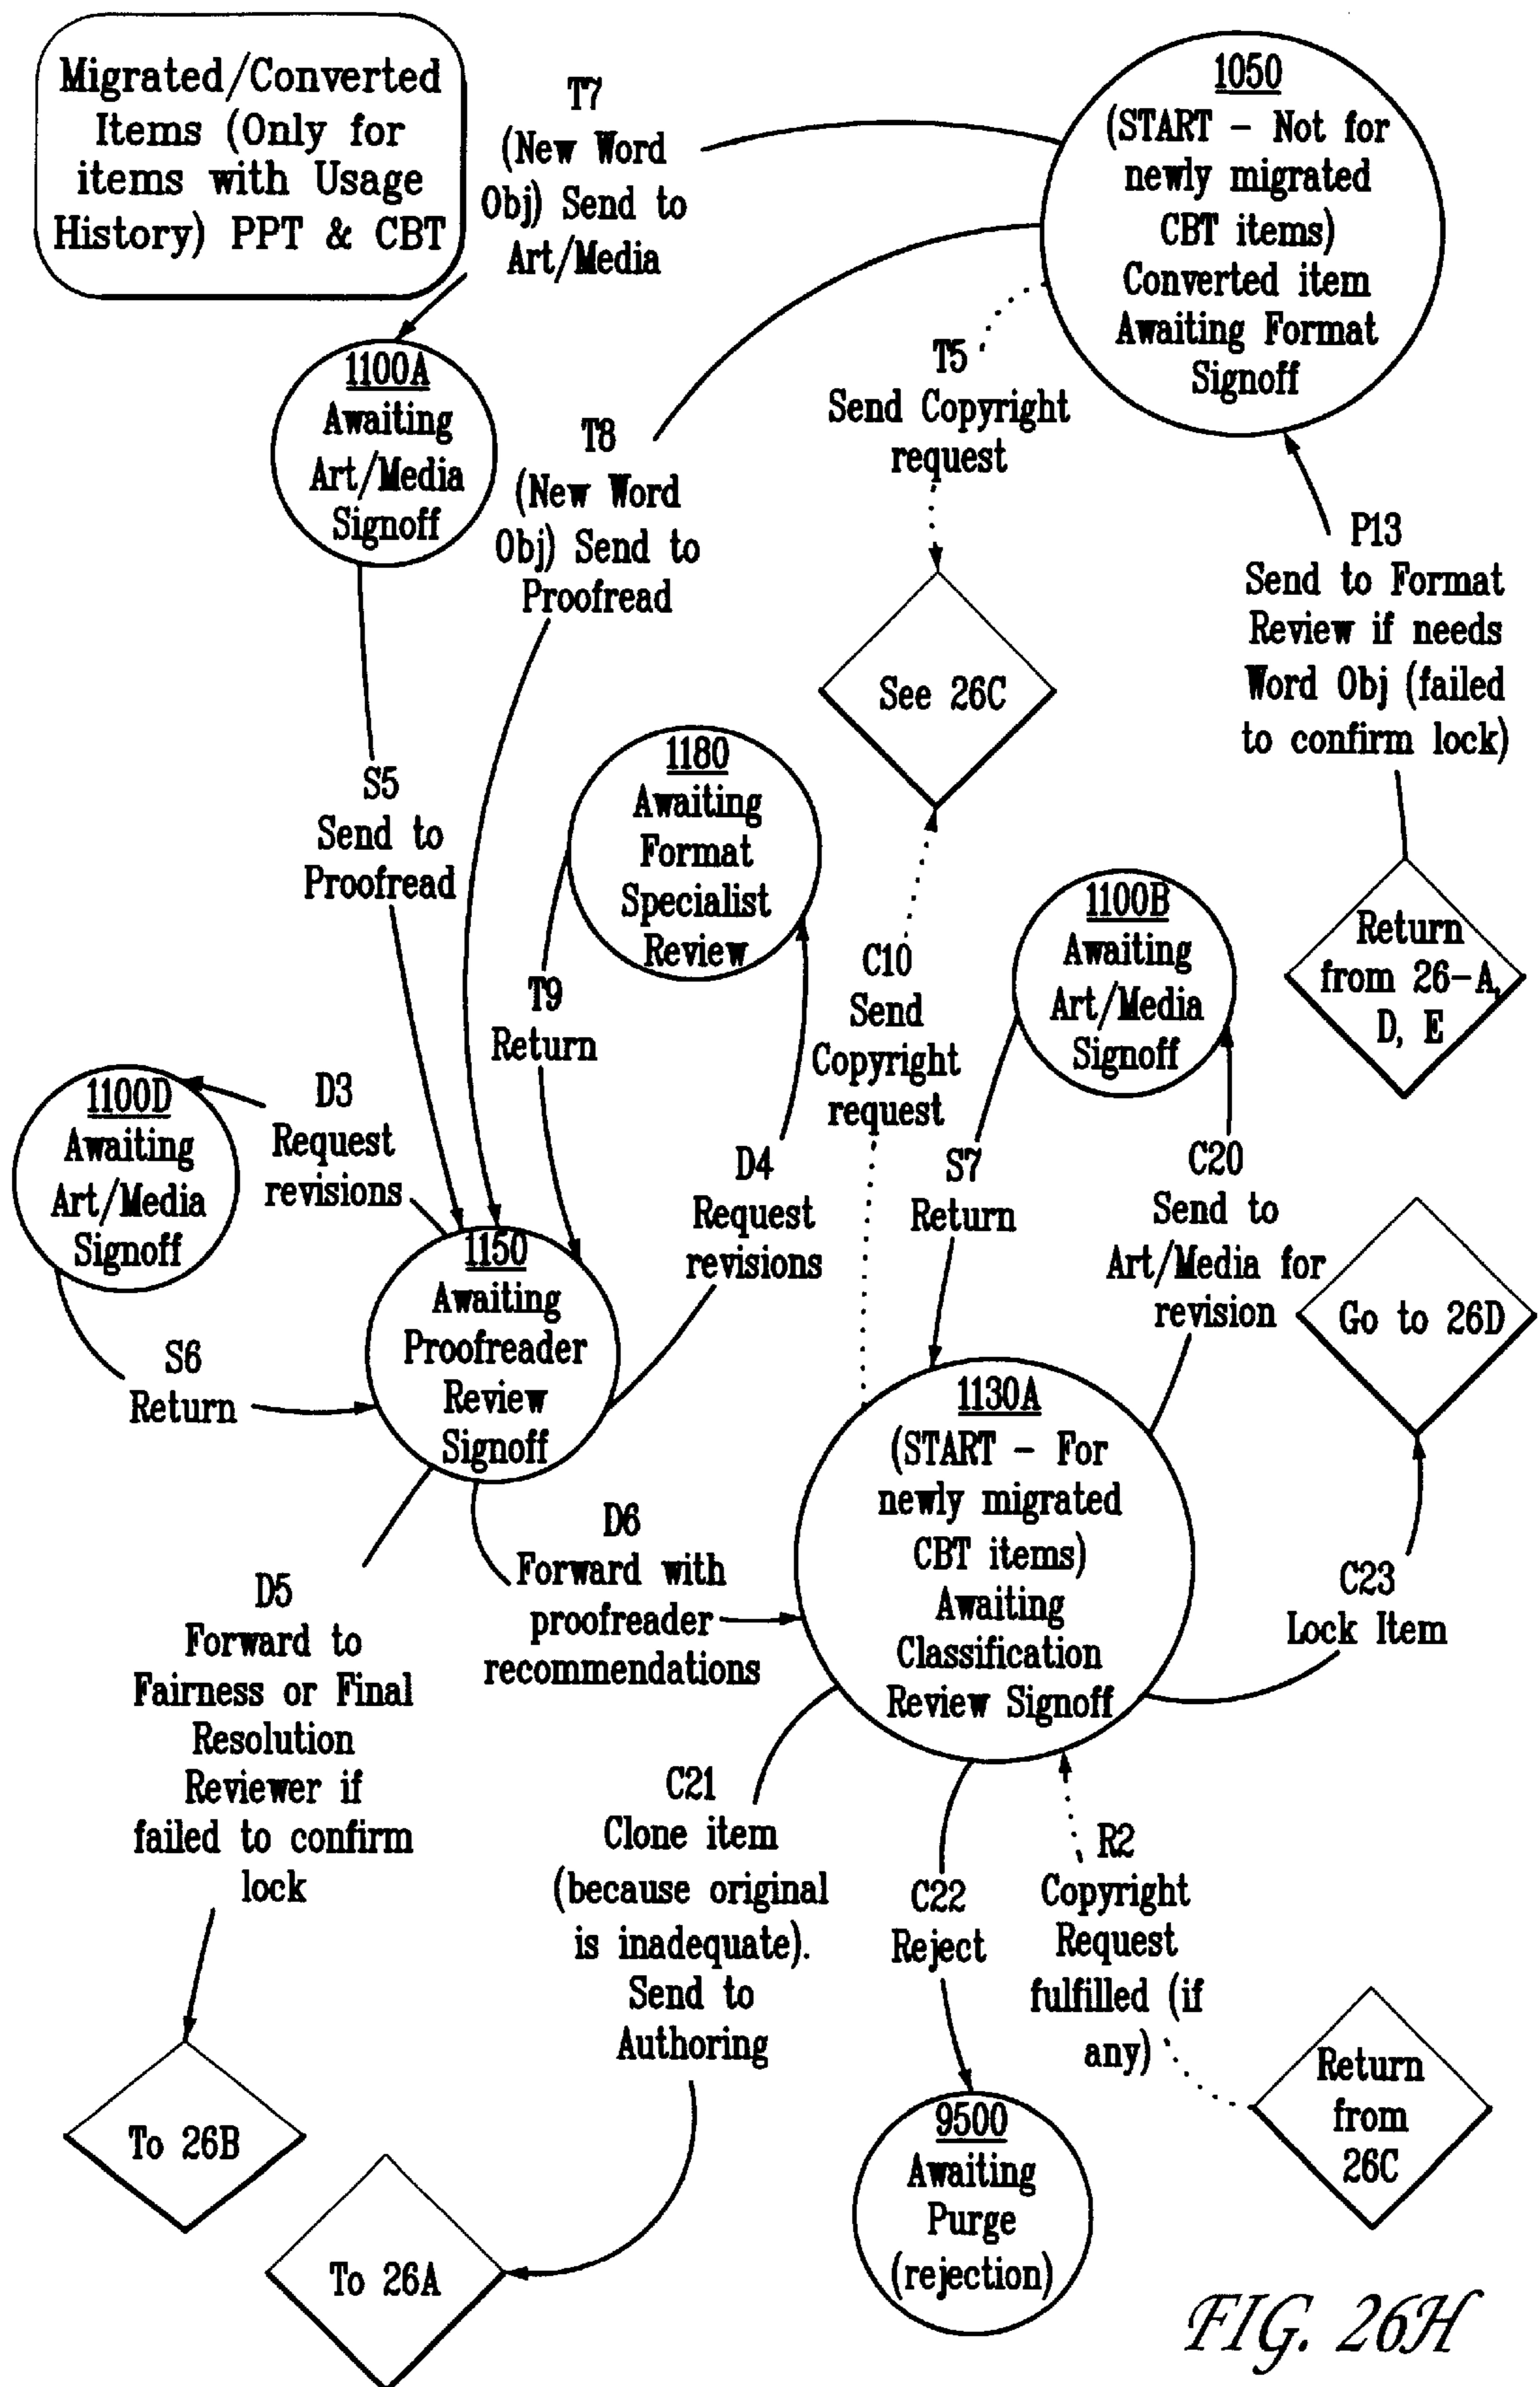 Migrated/Converted
Items (Only for
items with Usage
History) PPT & CBT
T7
(New Word
Obj) Send to
Art/Media
1050
(START - Not for
newly migrated
CBT items)
Converted item
Awaiting Format
Signoff
1100A
Awaiting
Art/Media
Signoff
T8
(New Word
Obj) Send to
Proofread
T5
Send Copyright
request
P13
Send to Format
Review if needs
Word Obj (failed
to confirm lock)
See 26C
S5
Send to
Proofread
1180
Awaiting
Format
Specialist
Review
1100B
Awaiting
Art/Media
Signoff
Return
from 26-A,
D, E
T9
Return
C10
Send
Copyright
request
1100D
Awaiting
Art/Media
Signoff
D3
Request
revisions
D4
Request
revisions
S7
Return
C20
Send to
Art/Media for
revision
Go to 26D
1150
Awaiting
Proofreader
Review
Signoff
S6
Return
1130A
(START - For
newly migrated
CBT items)
Awaiting
Classification
Review Signoff
D6
Forward with
proofreader
recommendations
C23
Lock Item
D5
Forward to
Fairness or Final
Resolution
Reviewer if
failed to confirm
lock
C21
Clone item
(because original
is inadequate).
Send to
Authoring
C22
Reject
R2
Copyright
Request
fulfilled (if
any)
Return
from
26C
To 26B
To 26A
9500
Awaiting
Purge
(rejection)
FIG. 26H